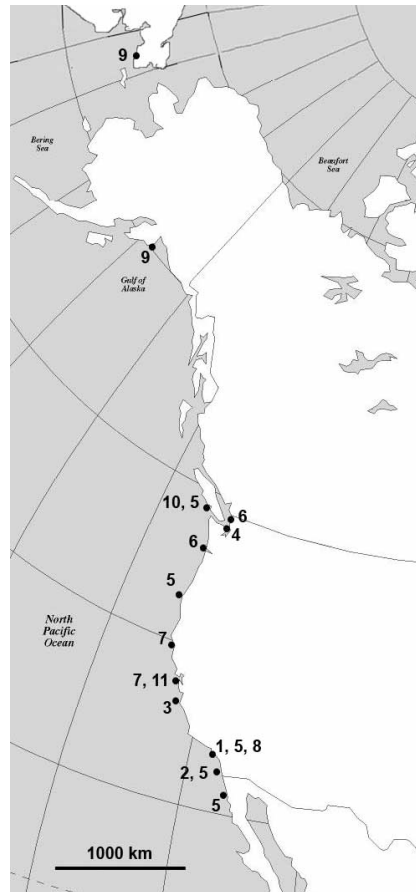 9
Bering
Sea
Beaufort
Sea
9
Gulf of
Alaska
10, 5
6
4
6
5
North
Pacific
Ocean
7
7, 11
3
1, 5, 8
2, 5
5
1000 km